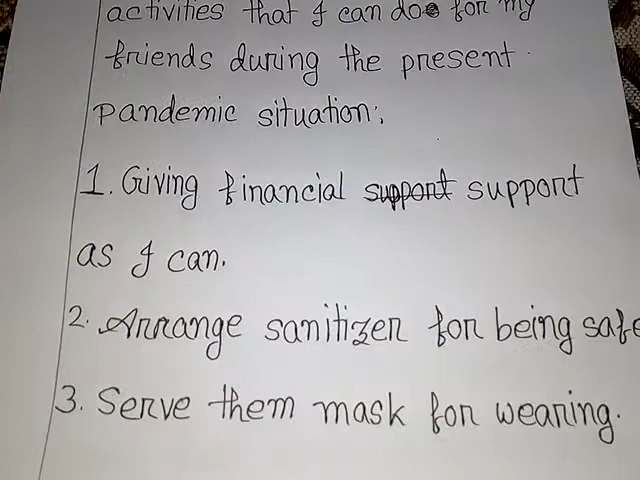 activities that I can do for my
friends during the present
pandemic situation:
1. Giving financial support support
as I can.
2. Arrange sanitizer for being safe
3. Serve them mask for wearing.